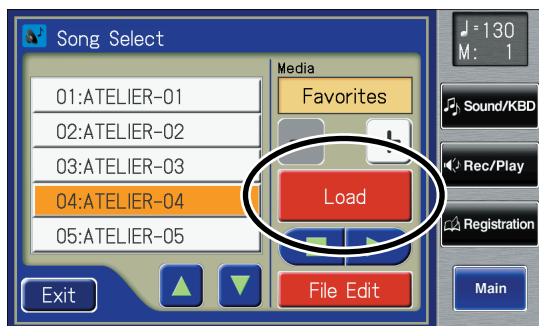 Song Select
♩=130
M: 1
Media
Favorites
01:ATELIER-01
02:ATELIER-02
03:ATELIER-03
04:ATELIER-04
05:ATELIER-05
Load
File Edit
Exit
Sound/KBD
Rec/Play
Registration
Main